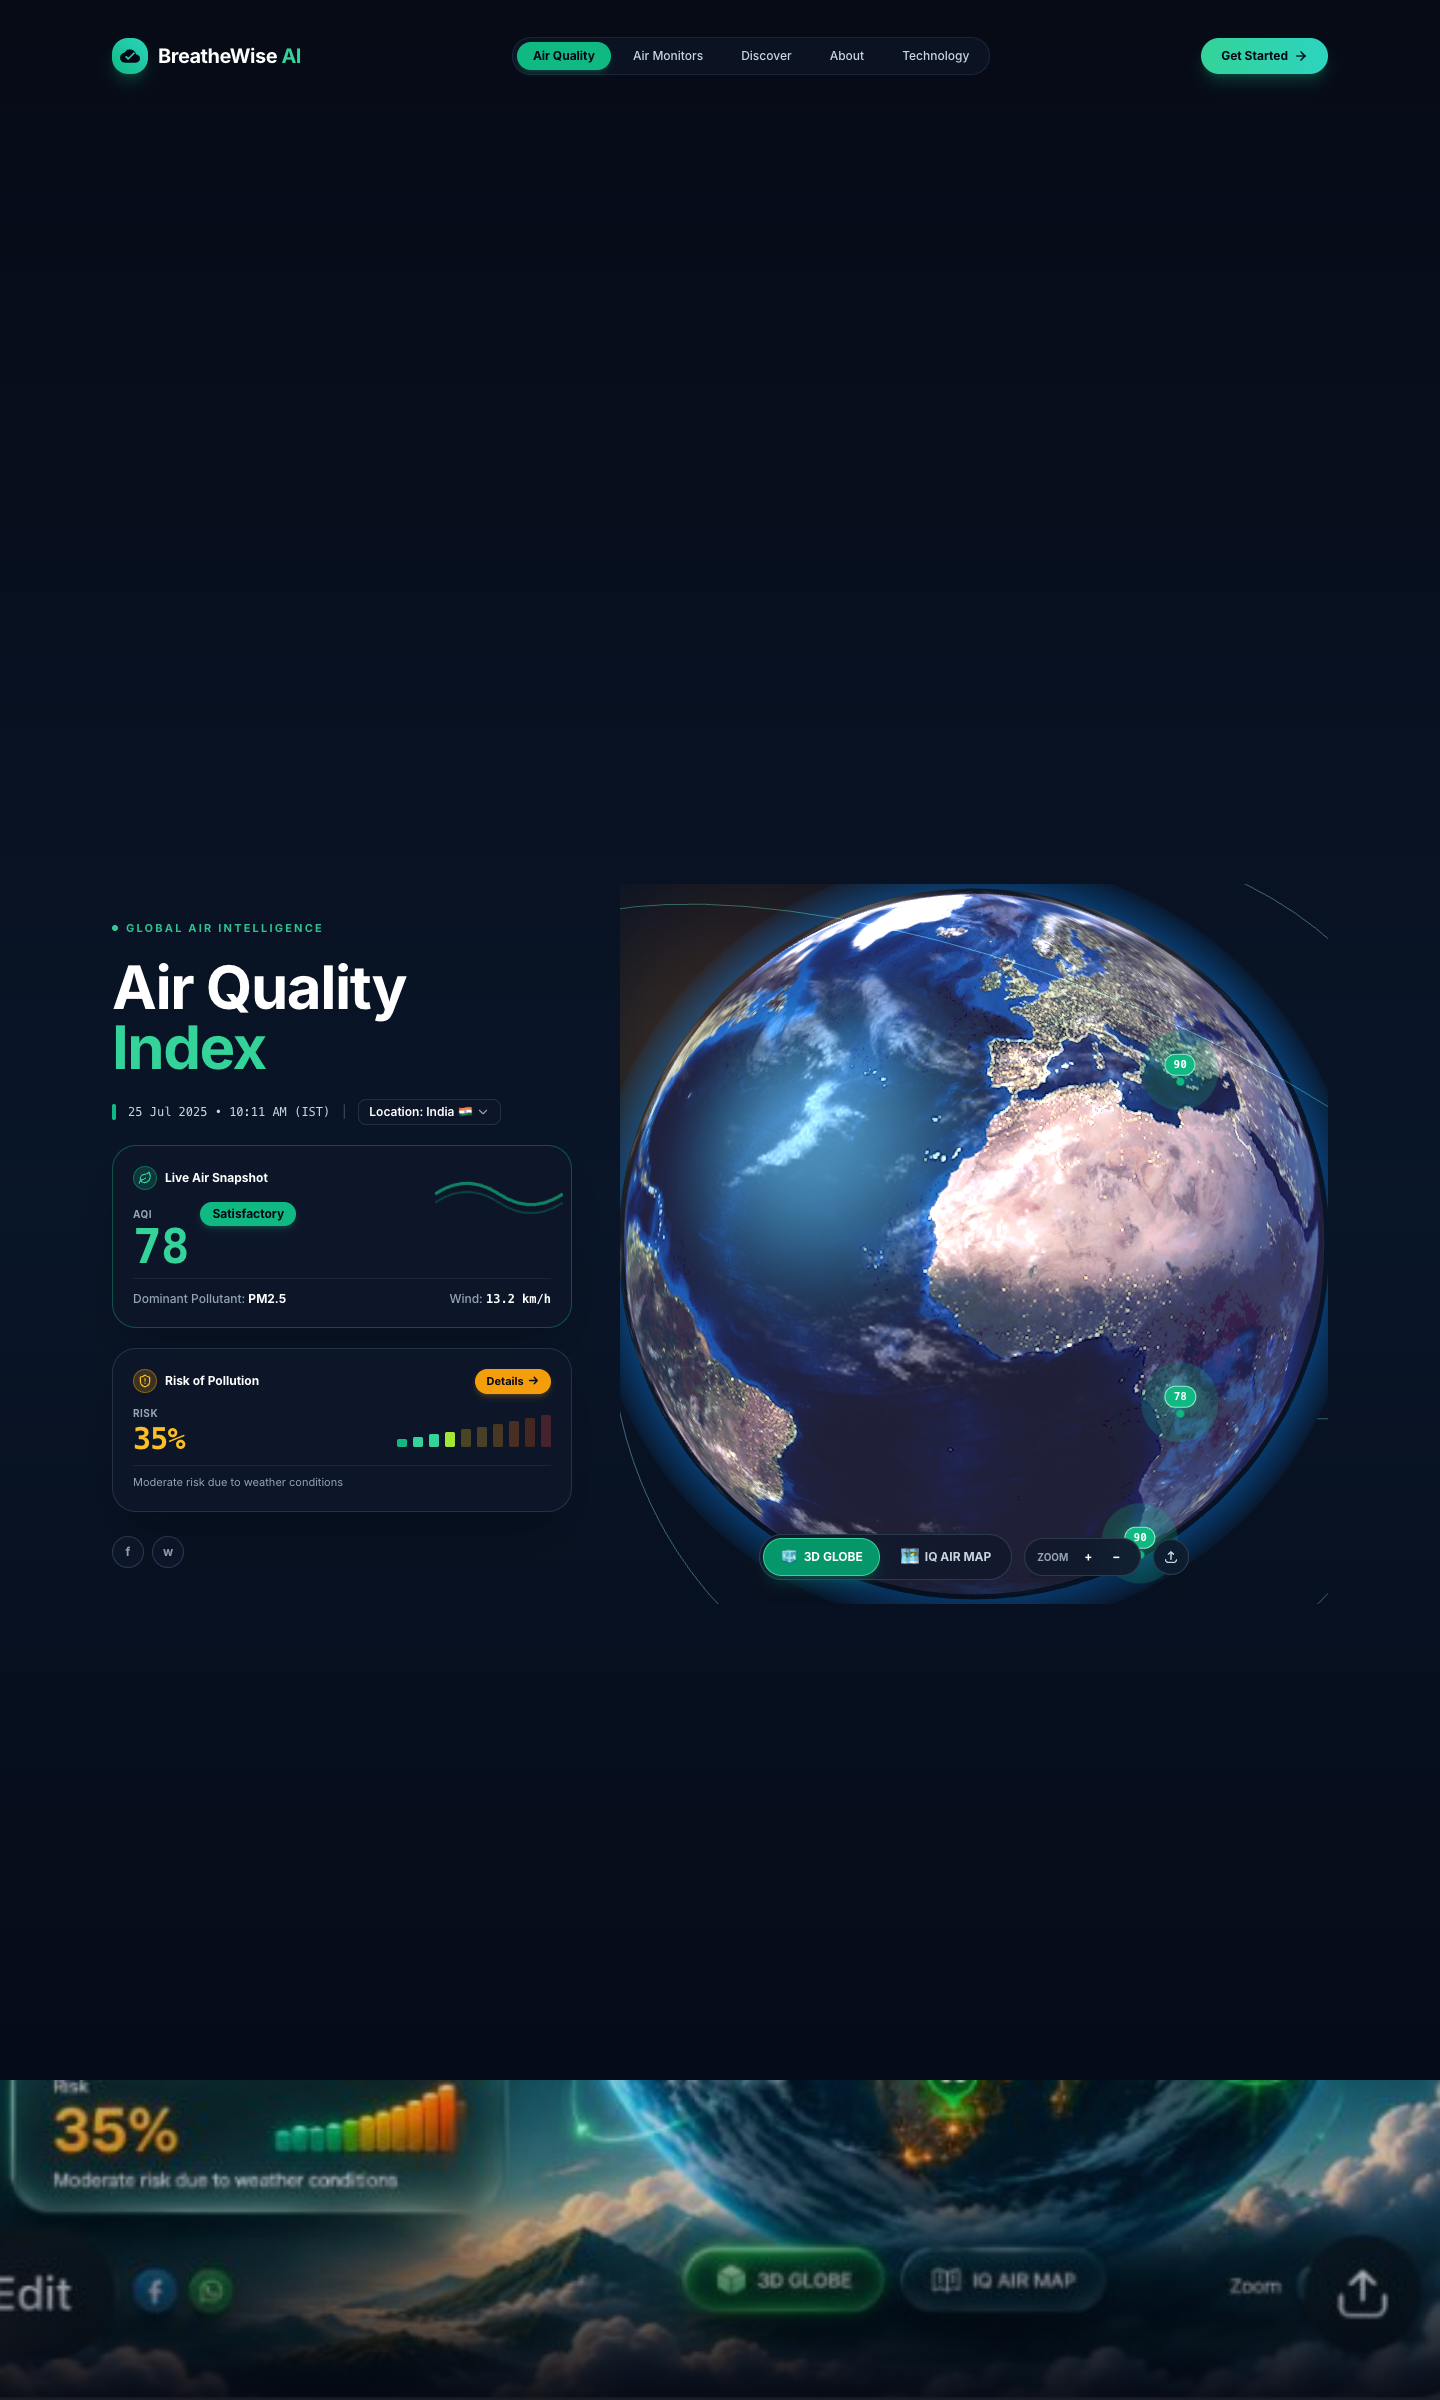 BreatheWise AI
Air Quality
Air Monitors
Discover
About
Technology
Get Started
GLOBAL AIR INTELLIGENCE
Air Quality
Index
25 Jul 2025 • 10:11 AM (IST)
Location: India
Live Air Snapshot
AQI
Satisfactory
78
Dominant Pollutant: PM2.5
Wind: 13.2 km/h
Risk of Pollution
Details
RISK
35%
Moderate risk due to weather conditions
f
w
90
78
90
3D GLOBE
IQ AIR MAP
ZOOM
+
−
Risk
35%
Moderate risk due to weather conditions
Edit
f
3D GLOBE
IQ AIR MAP
Zoom